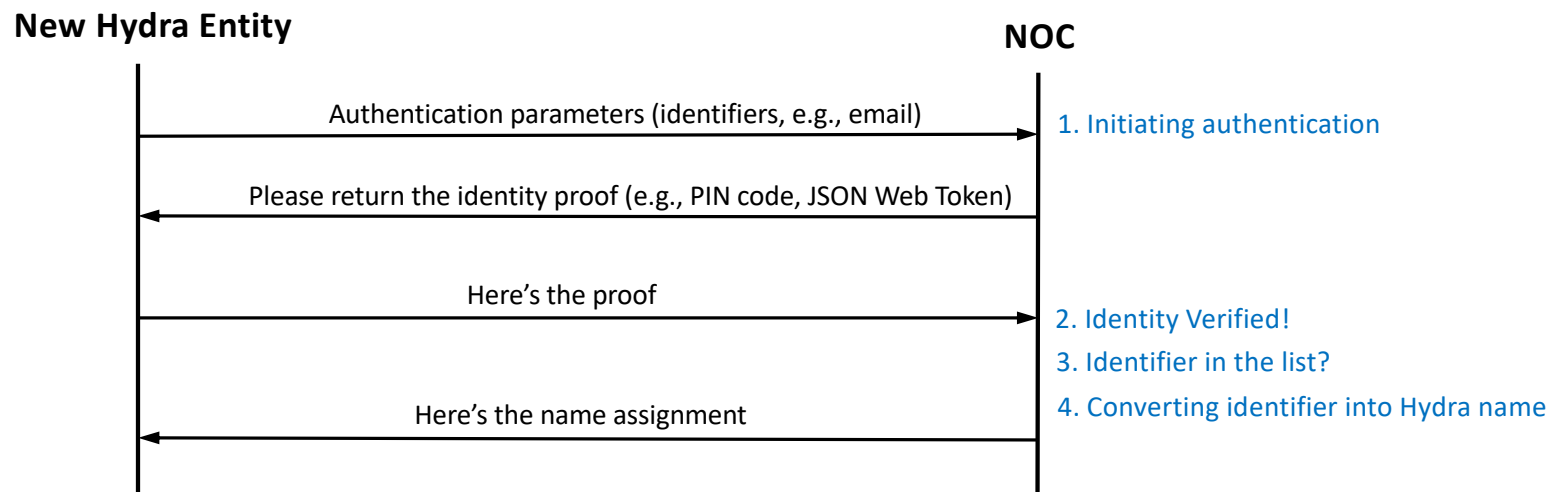 New Hydra Entity
NOC
Authentication parameters (identifiers, e.g., email)
1. Initiating authentication
Please return the identity proof (e.g., PIN code, JSON Web Token)
Here’s the proof
2. Identity Verified!
3. Identifier in the list?
4. Converting identifier into Hydra name
Here’s the name assignment